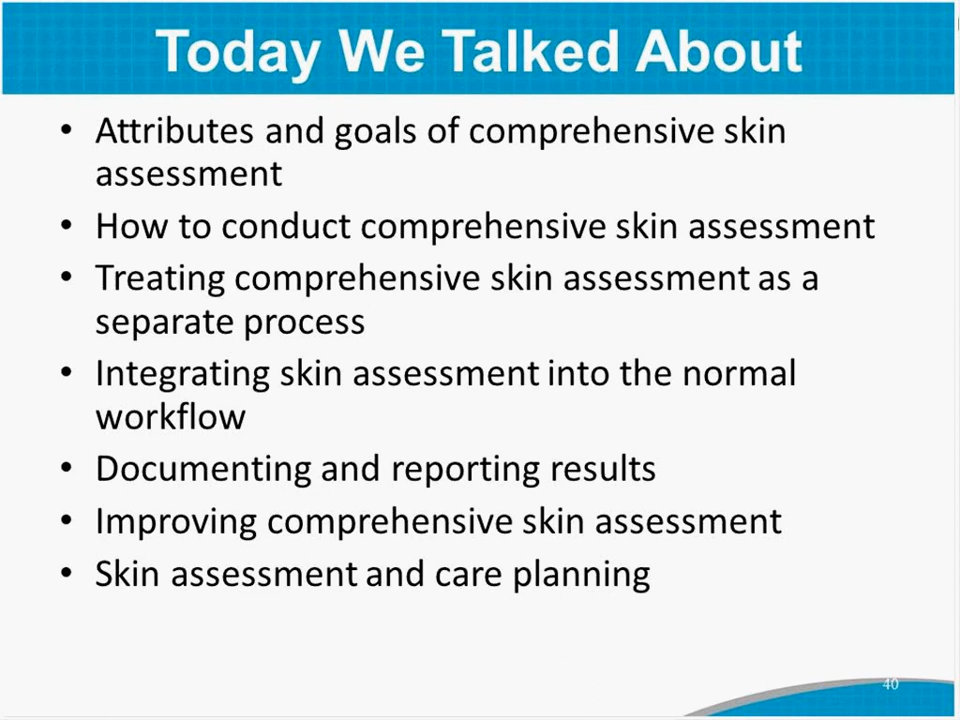 Today We Talked About
• Attributes and goals of comprehensive skin
assessment
• How to conduct comprehensive skin assessment
• Treating comprehensive skin assessment as a
separate process
• Integrating skin assessment into the normal
workflow
• Documenting and reporting results
• Improving comprehensive skin assessment
• Skin assessment and care planning
40